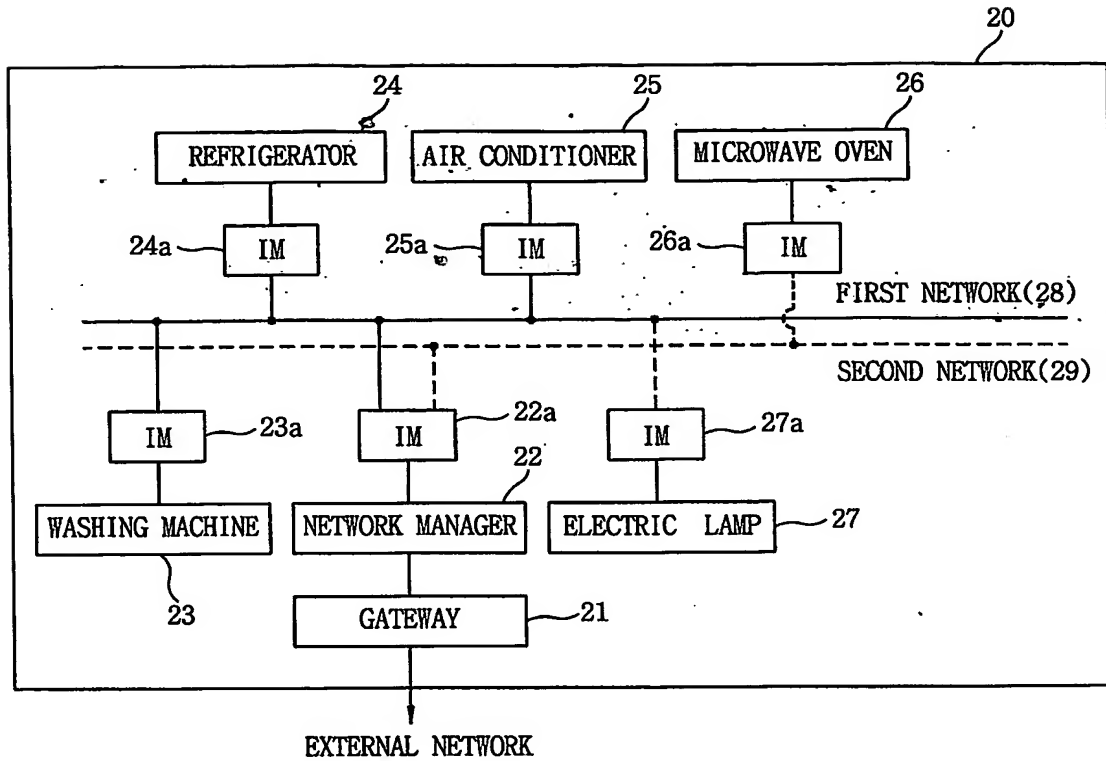 20
24
25
26
REFRIGERATOR
AIR CONDITIONER
MICROWAVE OVEN
24a
IM
25a
IM
26a
IM
FIRST NETWORK(28)
SECOND NETWORK(29)
IM
23a
IM
22a
IM
27a
22
WASHING MACHINE
NETWORK MANAGER
ELECTRIC LAMP
27
23
GATEWAY
21
EXTERNAL NETWORK